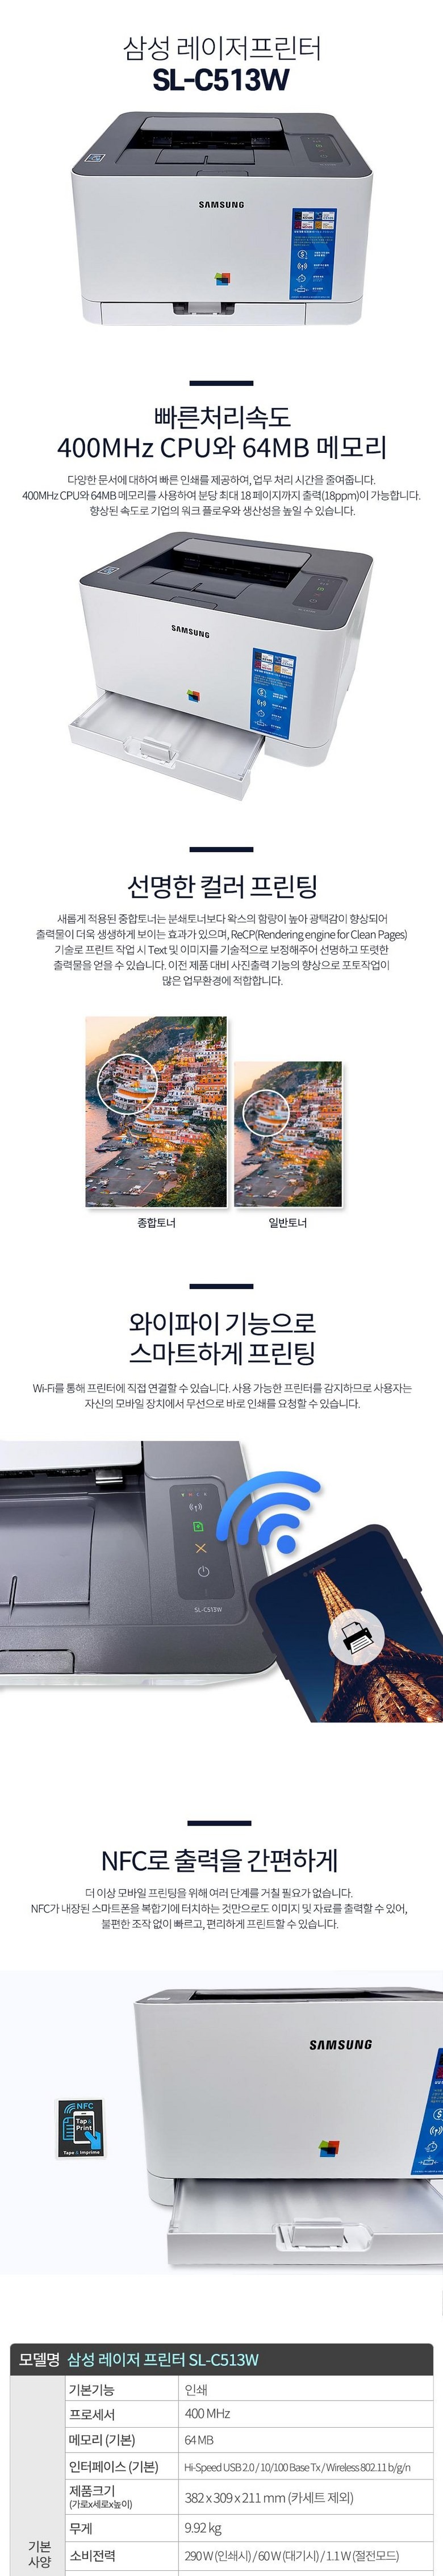 삼성 레이저프린터
SL-C513W
SAMSUNG
빠른처리속도
400MHz CPU와 64MB 메모리
다양한 문서에 대하여 빠른 인쇄를 제공하여, 업무 처리 시간을 줄여줍니다.
400MHz CPU와 64MB 메모리를 사용하여 분당 최대 18 페이지까지 출력(18ppm)이 가능합니다.
향상된 속도로 기업의 워크 플로우와 생산성을 높일 수 있습니다.
SAMSUNG
선명한 컬러 프린팅
새롭게 적용된 중합토너는 분쇄토너보다 왁스의 함량이 높아 광택감이 향상되어
출력물이 더욱 생생하게 보이는 효과가 있으며, ReCP(Rendering engine for Clean Pages)
기술로 프린트 작업 시 Text 및 이미지를 기술적으로 보정해주어 선명하고 또렷한
출력물을 얻을 수 있습니다. 이전 제품 대비 사진출력 기능의 향상으로 포토작업이
많은 업무환경에 적합합니다.
종합토너
일반토너
와이파이 기능으로
스마트하게 프린팅
Wi-Fi를 통해 프린터에 직접 연결할 수 있습니다. 사용 가능한 프린터를 감지하므로 사용자는
자신의 모바일 장치에서 무선으로 바로 인쇄를 요청할 수 있습니다.
SL-C513W
NFC로 출력을 간편하게
더 이상 모바일 프린팅을 위해 여러 단계를 거칠 필요가 없습니다.
NFC가 내장된 스마트폰을 복합기에 터치하는 것만으로도 이미지 및 자료를 출력할 수 있어,
불편한 조작 없이 빠르고, 편리하게 프린트할 수 있습니다.
SAMSUNG
NFC
Tap &
Print
Tape & Imprime
모델명 삼성 레이저 프린터 SL-C513W
기본기능 인쇄
프로세서 400 MHz
메모리 (기본) 64 MB
인터페이스 (기본) Hi-Speed USB 2.0 / 10/100 Base Tx / Wireless 802.11 b/g/n
제품크기
(가로x세로x높이)
382 x 309 x 211 mm (카세트 제외)
무게 9.92 kg
기본
사양
소비전력 290 W (인쇄시) / 60 W (대기시) / 1.1 W (절전모드)